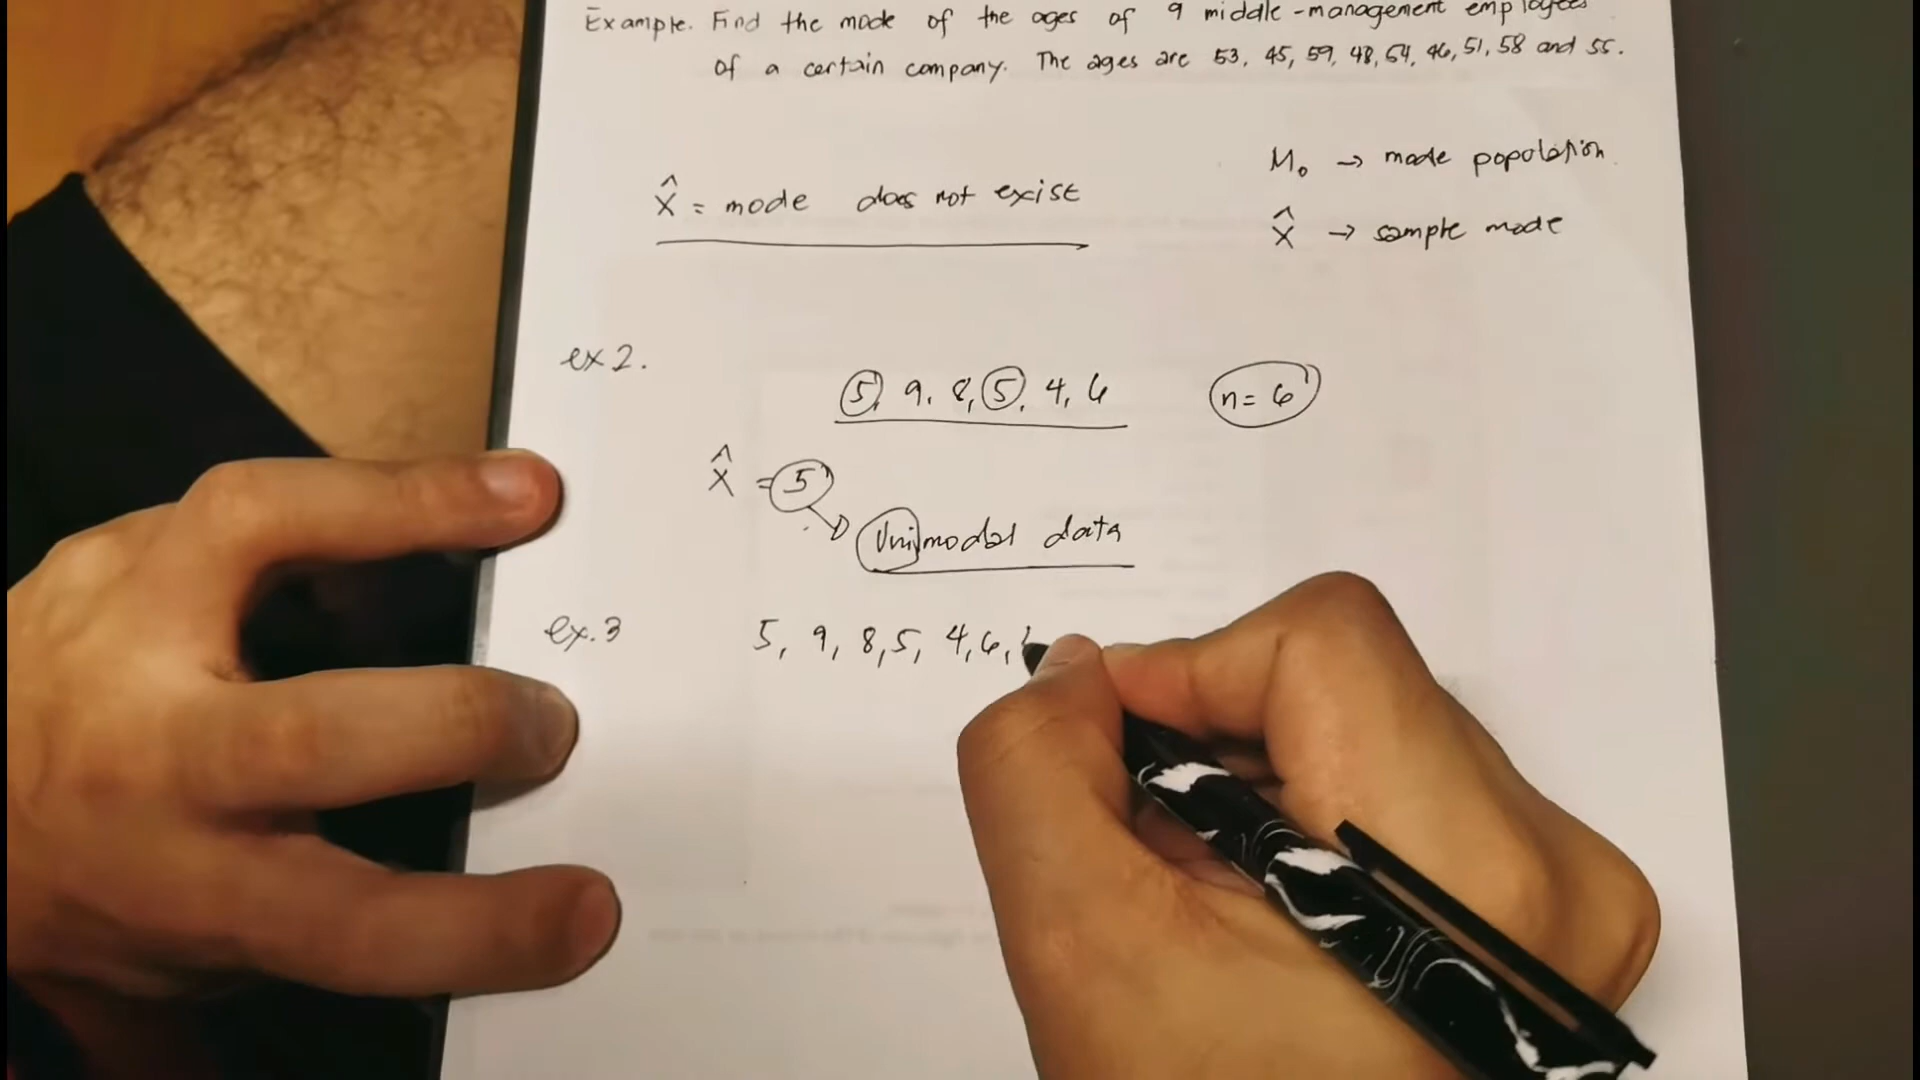 Example. Find the mode of the ages of 9 middle-management employees
of a certain company. The ages are 53, 45, 59, 48, 54, 46, 51, 58 and 55.
M₀ → mode population
X̂ = mode does not exist
X̂ → sample mode
ex 2.
5, 9, 8, 5, 4, 6
n = 6
X̂ = 5
Unimodal data
ex. 3
5, 9, 8, 5, 4, 6,